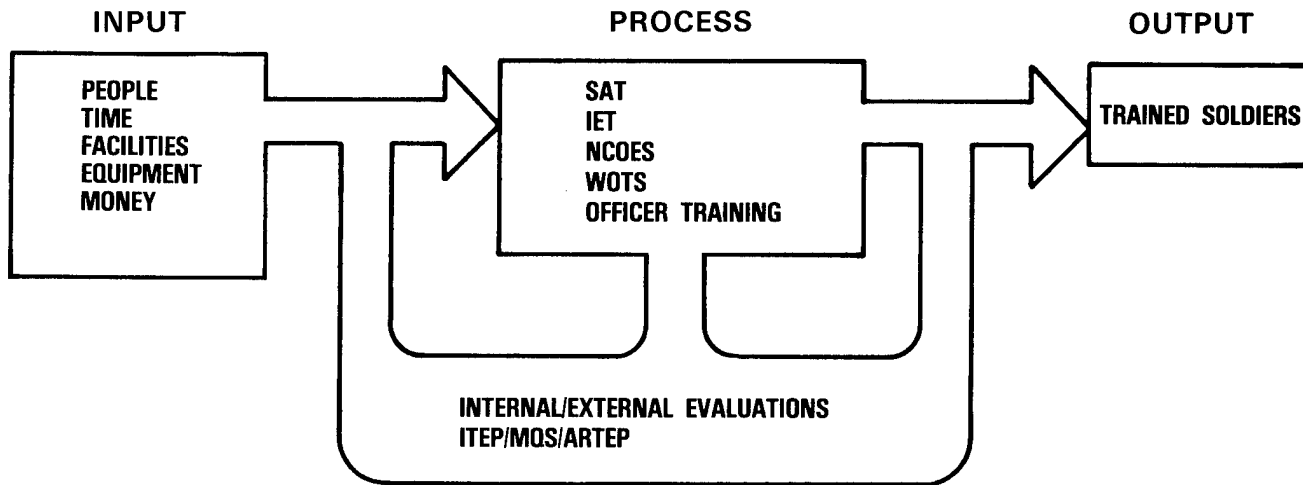 INPUT
PROCESS
OUTPUT
PEOPLE
TIME
FACILITIES
EQUIPMENT
MONEY
SAT
IET
NCOES
WOTS
OFFICER TRAINING
TRAINED SOLDIERS
INTERNAL/EXTERNAL EVALUATIONS
ITEP/MQS/ARTEP